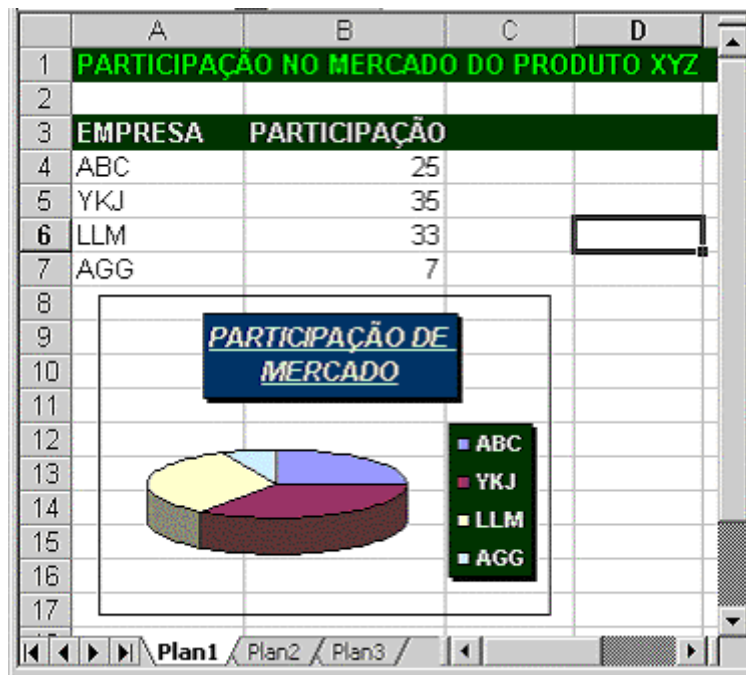 A B C D
1 PARTICIPAÇÃO NO MERCADO DO PRODUTO XYZ
2
3 EMPRESA PARTICIPAÇÃO
4 ABC 25
5 YKJ 35
6 LLM 33
7 AGG 7
8
9 PARTICIPAÇÃO DE
10 MERCADO
11
12 ABC
13 YKJ
14 LLM
15 AGG
16
17
Plan1 Plan2 Plan3